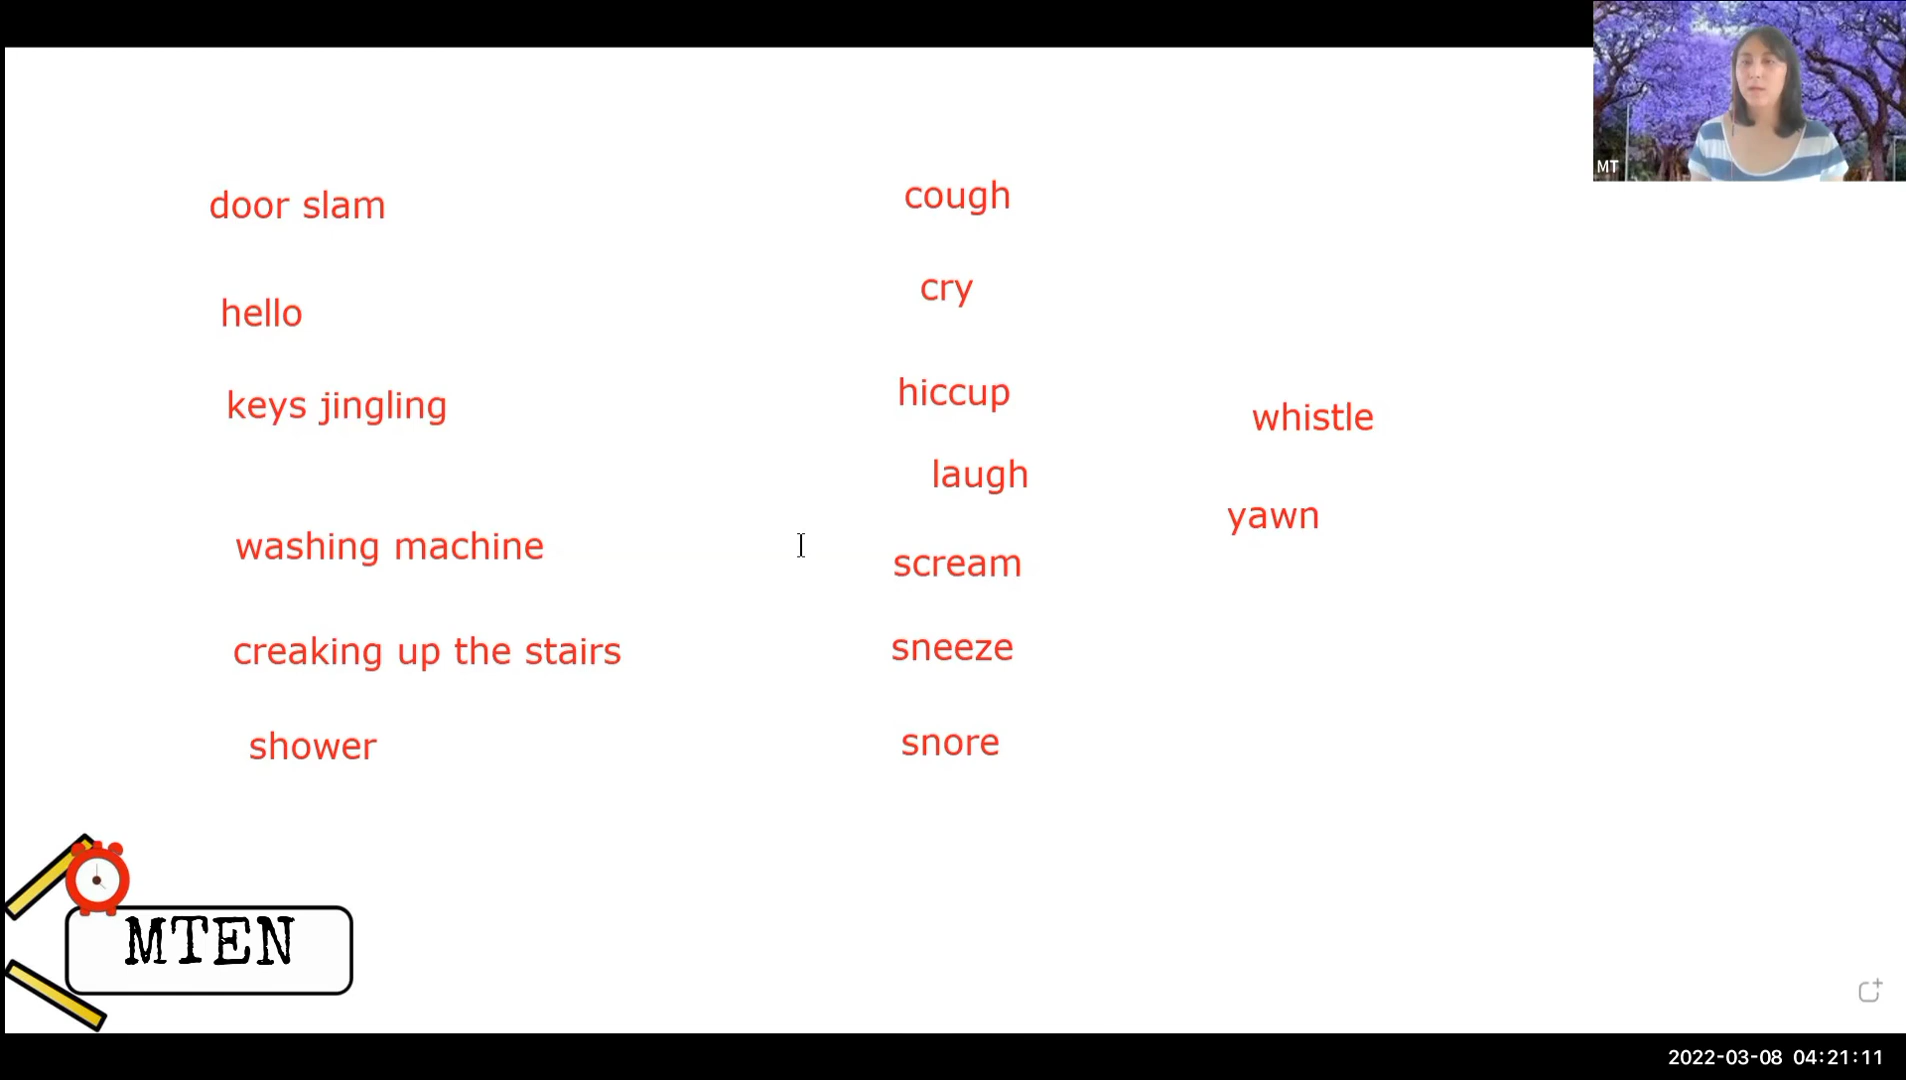 MT
door slam
hello
keys jingling
washing machine
creaking up the stairs
shower
cough
cry
hiccup
laugh
scream
sneeze
snore
whistle
yawn
MTEN
2022-03-08 04:21:11